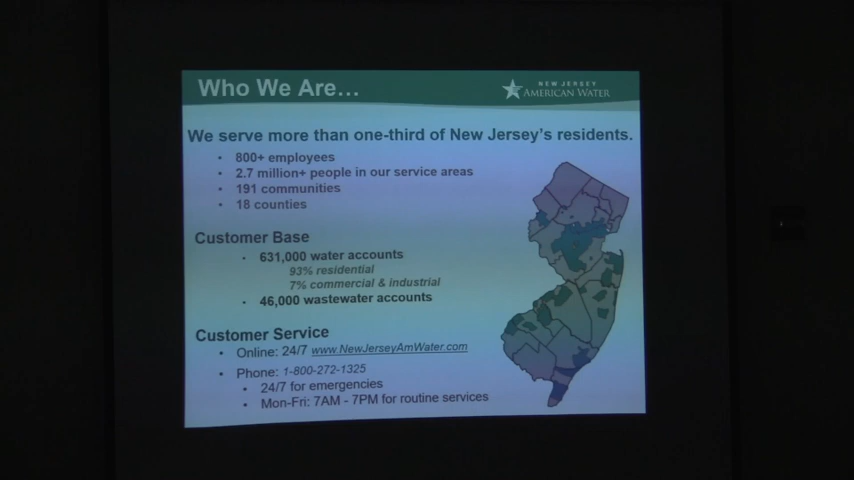 Who We Are…
NEW JERSEY
AMERICAN WATER
We serve more than one-third of New Jersey's residents.
• 800+ employees
• 2.7 million+ people in our service areas
• 191 communities
• 18 counties
Customer Base
• 631,000 water accounts
93% residential
7% commercial & industrial
• 46,000 wastewater accounts
Customer Service
• Online: 24/7 www.NewJerseyAmWater.com
• Phone: 1-800-272-1325
• 24/7 for emergencies
• Mon-Fri: 7AM - 7PM for routine services